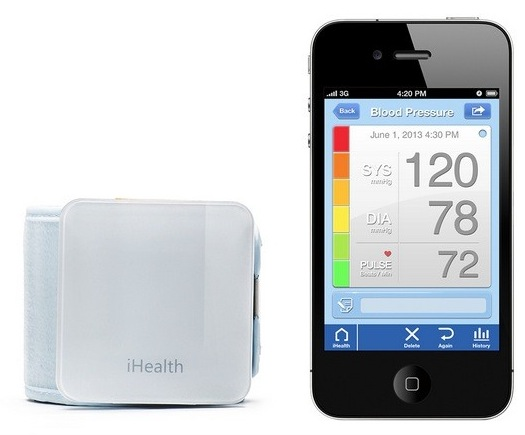 iHealth
3G
4:20 PM
Back
Blood Pressure
June 1, 2013 4:30 PM
SYS
mmHg
120
DIA
mmHg
78
PULSE
Beats / Min
72
iHealth
Delete
Again
History